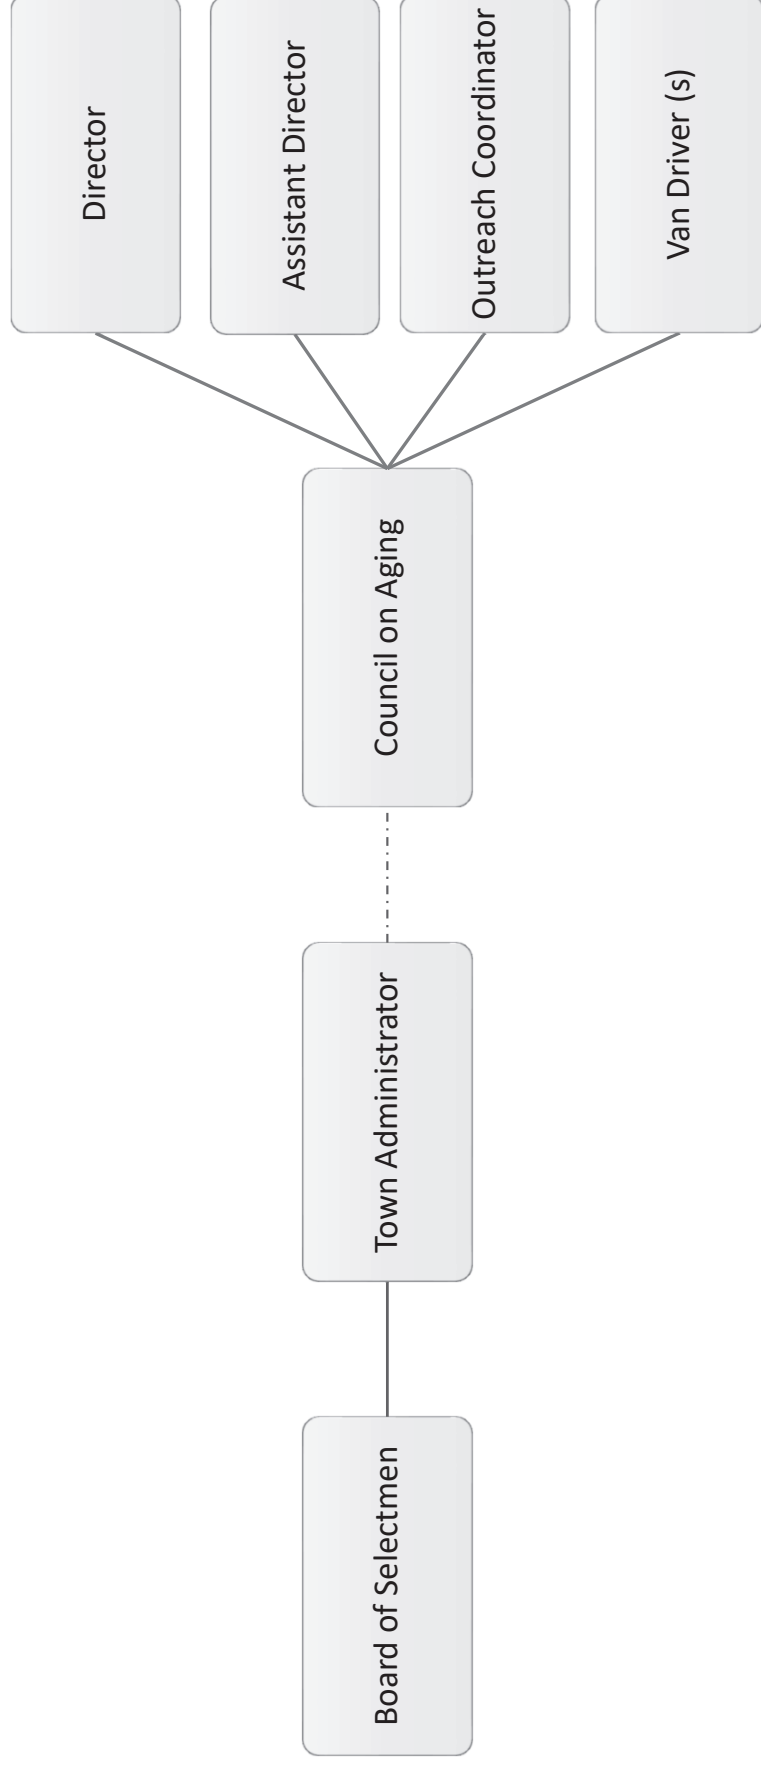 Board of Selectmen
Town Administrator
Council on Aging
Director
Assistant Director
Outreach Coordinator
Van Driver (s)